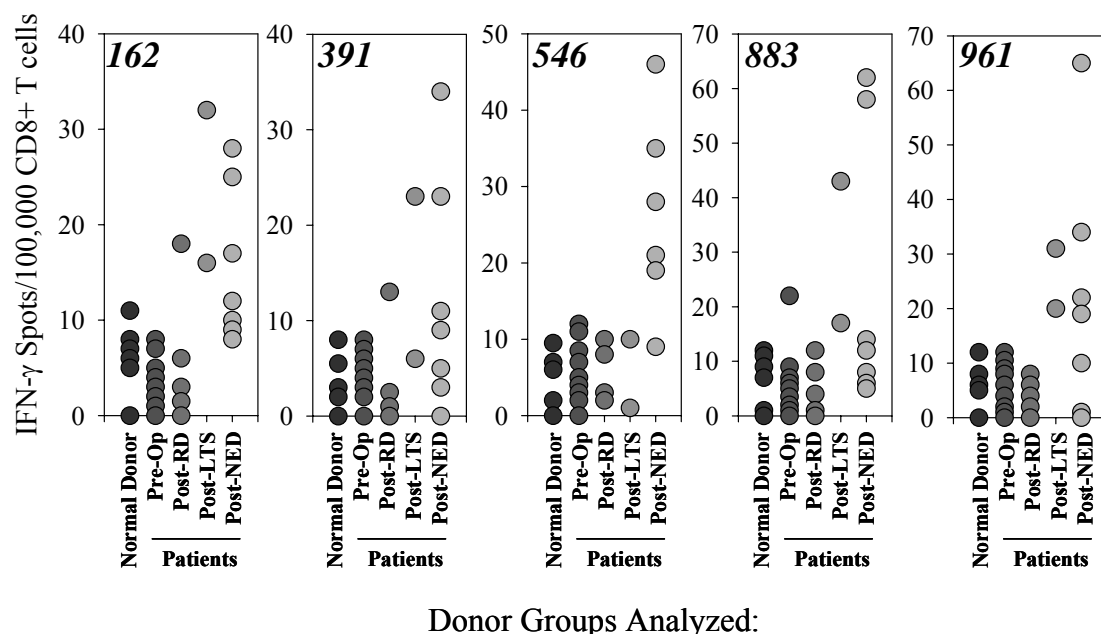 IFN-γ Spots/100,000 CD8+ T cells
162
40
30
20
10
0
Normal Donor
Pre-Op
Post-RD
Post-LTS
Post-NED
Patients
391
40
30
20
10
0
Normal Donor
Pre-Op
Post-RD
Post-LTS
Post-NED
Patients
546
50
40
30
20
10
0
Normal Donor
Pre-Op
Post-RD
Post-LTS
Post-NED
Patients
883
70
60
50
40
30
20
10
0
Normal Donor
Pre-Op
Post-RD
Post-LTS
Post-NED
Patients
961
70
60
50
40
30
20
10
0
Normal Donor
Pre-Op
Post-RD
Post-LTS
Post-NED
Patients
Donor Groups Analyzed: